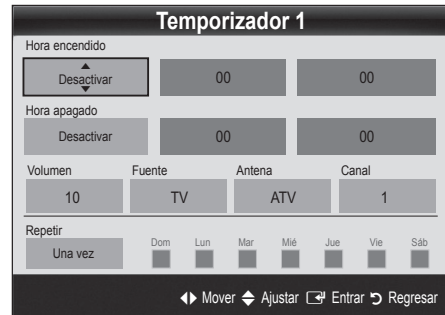 Temporizador 1
Hora encendido
Desactivar 00 00
Hora apagado
Desactivar 00 00
Volumen Fuente Antena Canal
10 TV ATV 1
Repetir
Una vez Dom Lun Mar Mié Jue Vie Sáb
Mover Ajustar Entrar Regresar